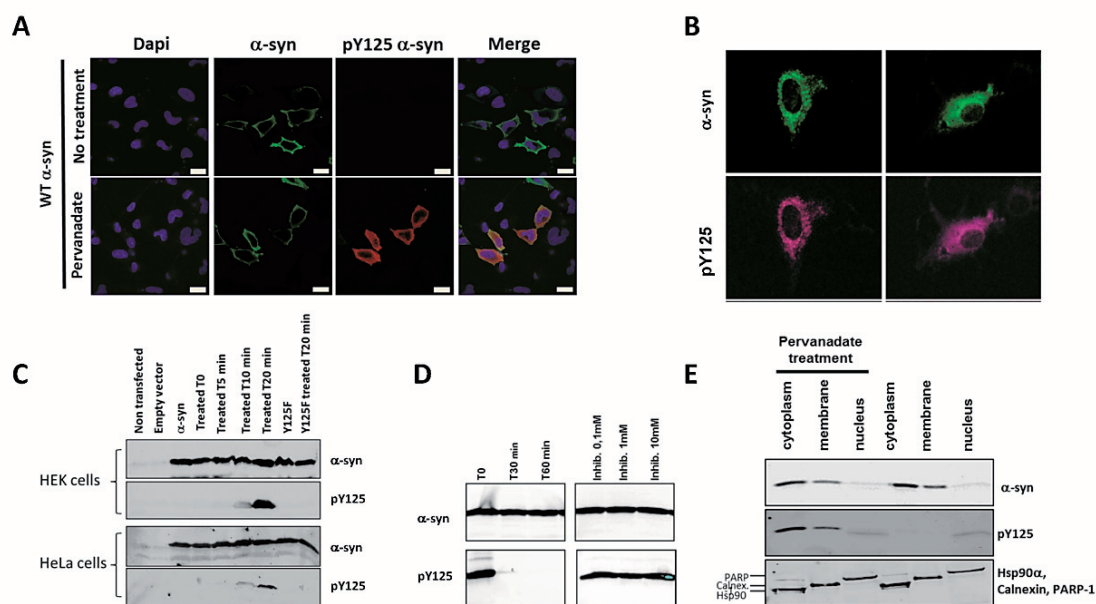 A
Dapi
α-syn
pY125 α-syn
Merge
WT α-syn
No treatment
Pervanadate
B
α-syn
pY125
C
Non transfected
Empty vector
α-syn
Treated T0
Treated T5 min
Treated T10 min
Treated T20 min
Y125F
Y125F treated T20 min
HEK cells
α-syn
pY125
HeLa cells
α-syn
pY125
D
T0
T30 min
T60 min
Inhib. 0,1mM
Inhib. 1mM
Inhib. 10mM
α-syn
pY125
E
Pervanadate
treatment
cytoplasm
membrane
nucleus
cytoplasm
membrane
nucleus
α-syn
pY125
PARP
Calnex.
Hsp90
Hsp90α,
Calnexin, PARP-1